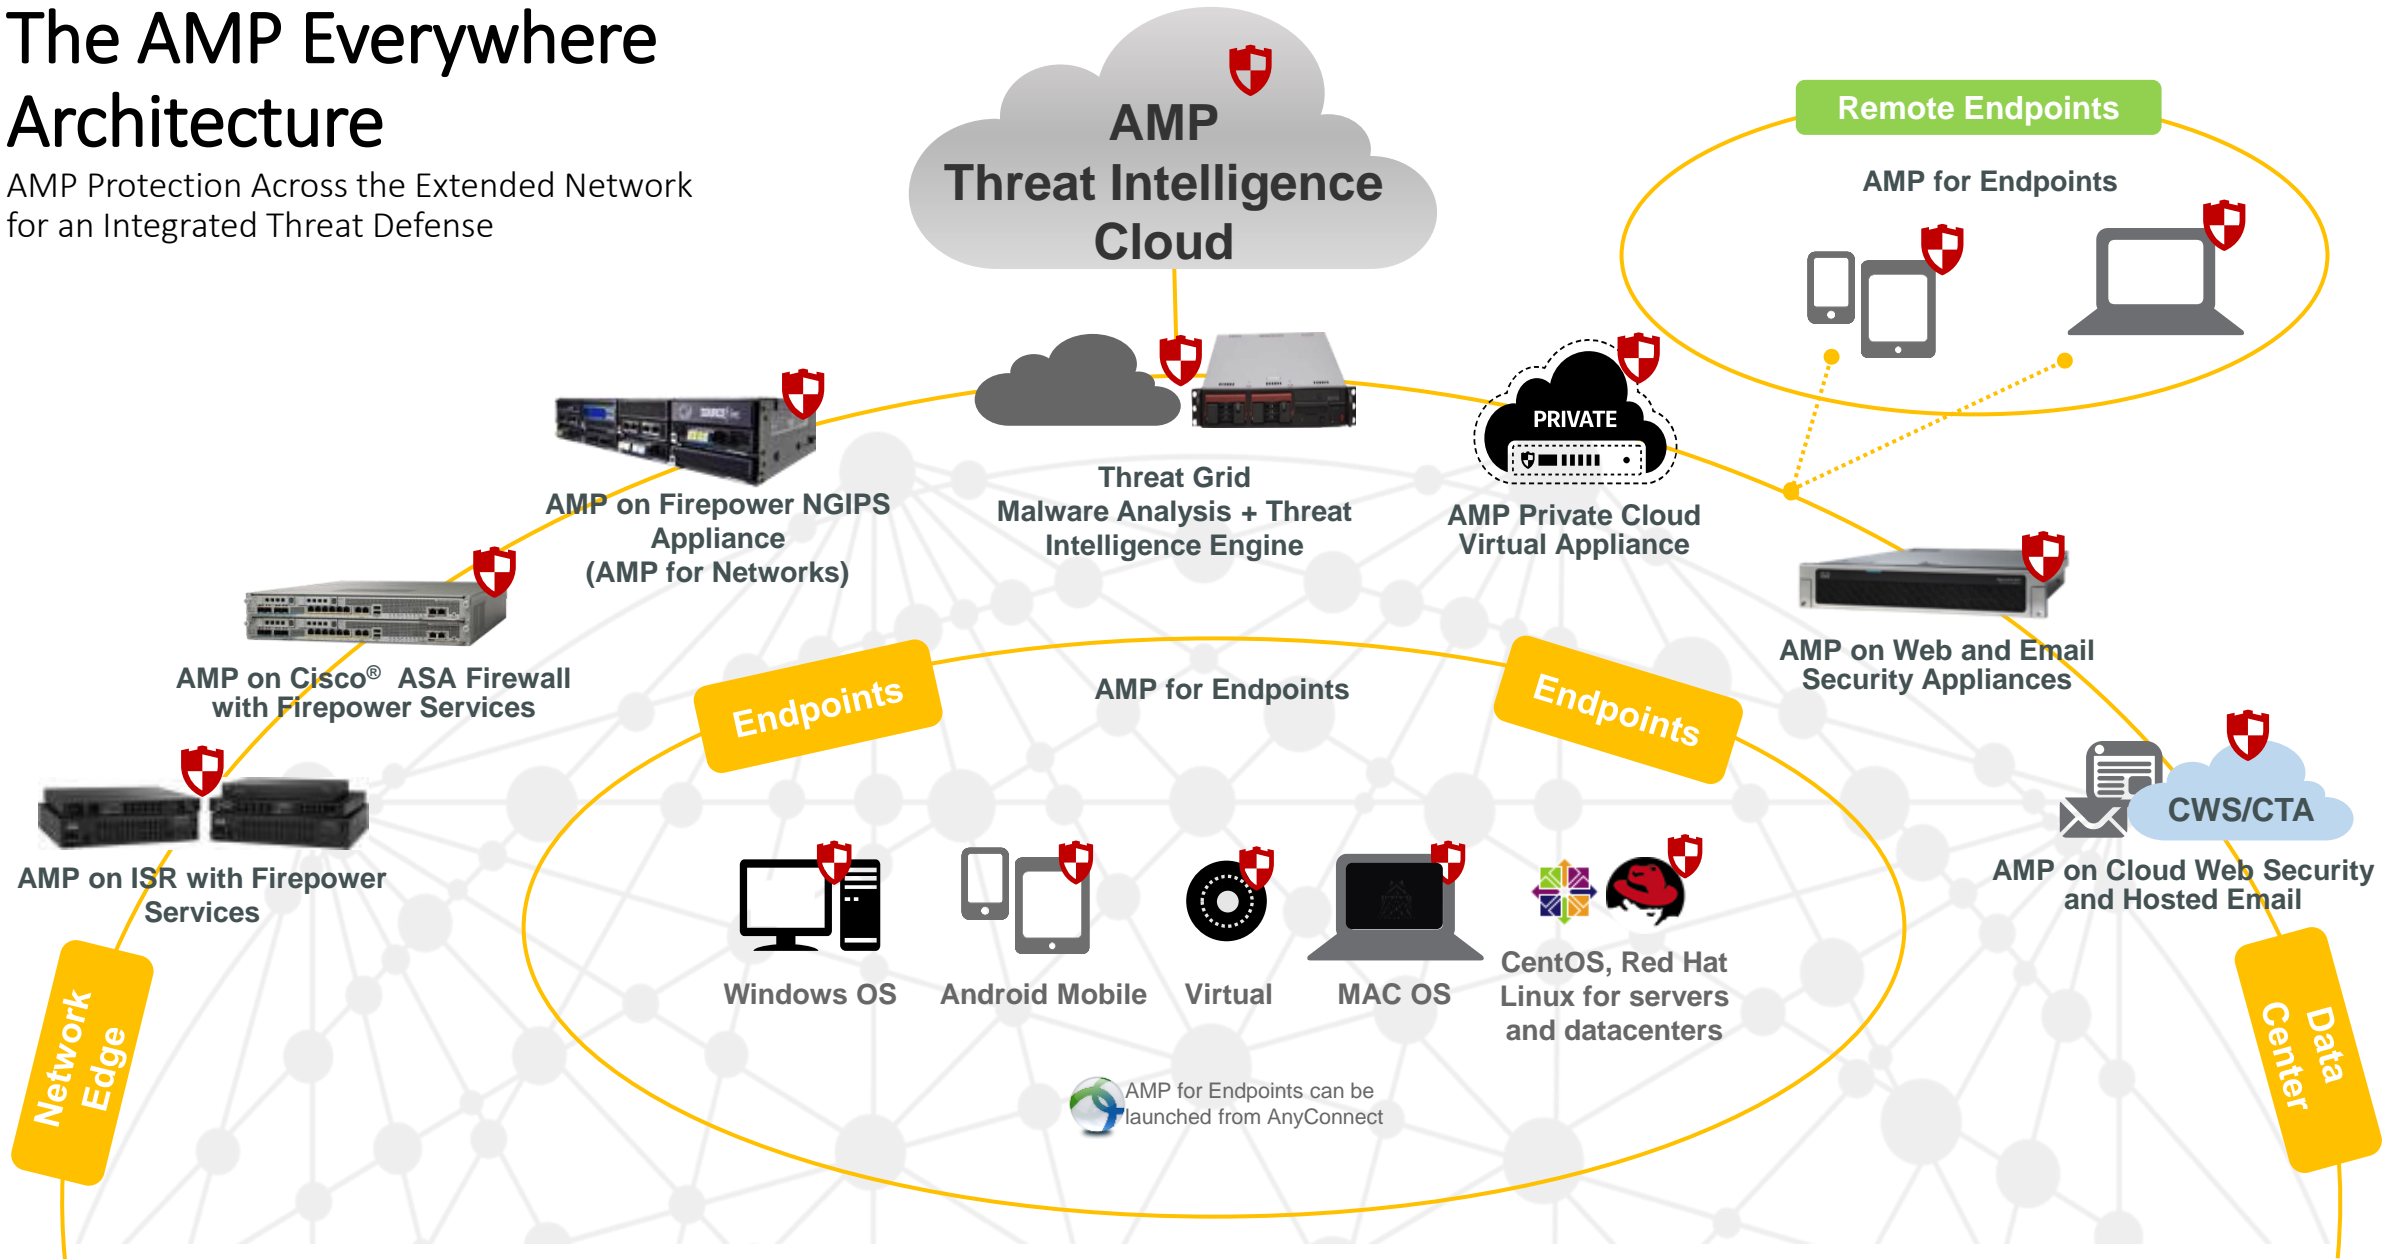 The AMP Everywhere
Architecture
AMP Protection Across the Extended Network
for an Integrated Threat Defense
AMP
Threat Intelligence
Cloud
Remote Endpoints
AMP for Endpoints
PRIVATE
AMP on Firepower NGIPS
Appliance
(AMP for Networks)
Threat Grid
Malware Analysis + Threat
Intelligence Engine
AMP Private Cloud
Virtual Appliance
AMP on Cisco® ASA Firewall
with Firepower Services
AMP on Web and Email
Security Appliances
Endpoints
AMP for Endpoints
Endpoints
CWS/CTA
AMP on ISR with Firepower
Services
AMP on Cloud Web Security
and Hosted Email
Windows OS
Android Mobile
Virtual
MAC OS
CentOS, Red Hat
Linux for servers
and datacenters
Network
Edge
Data
Center
AMP for Endpoints can be
launched from AnyConnect